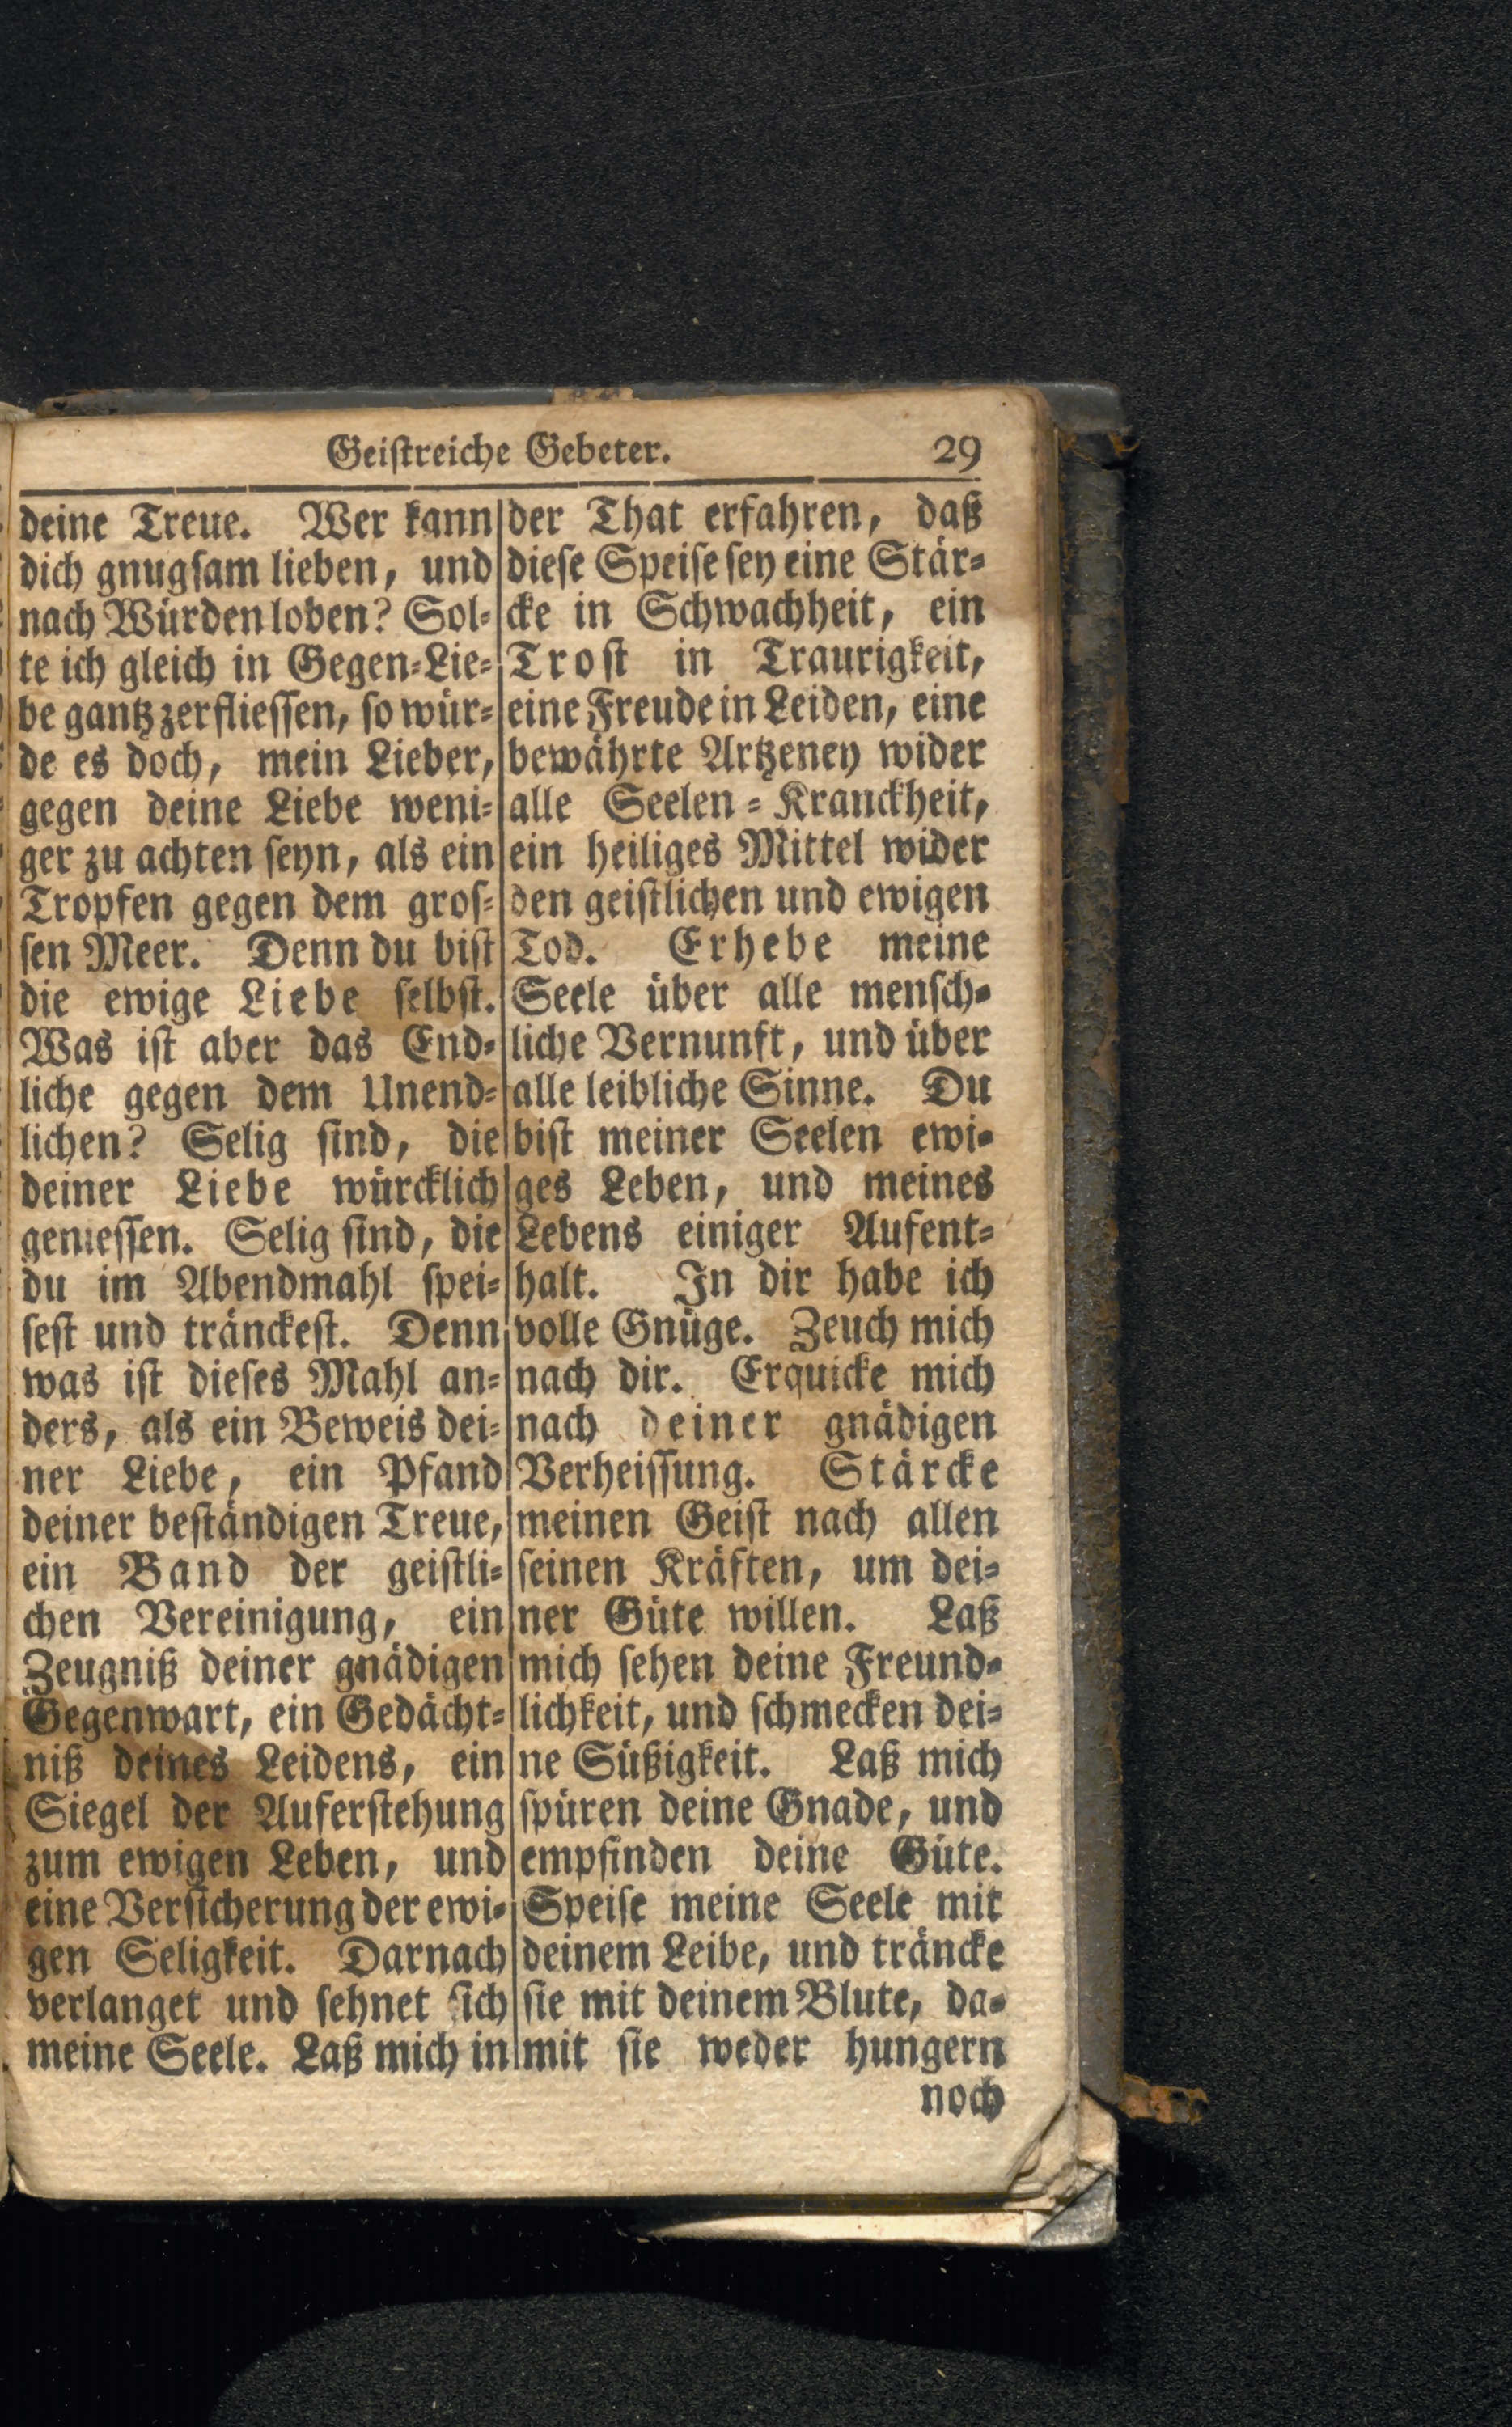 Geistreiche Gebeter. 29
deine Treue. Wer kann
dich gnugsam lieben, und
nach Würden loben? Sol-
te ich gleich in Gegen-Lie-
be gantz zerfliessen, so wür-
de es doch, mein Lieber,
gegen deine Liebe weni-
ger zu achten seyn, als ein
Tropfen gegen dem gros-
sen Meer. Denn du bist
die ewige Liebe selbst.
Was ist aber das End-
liche gegen dem Unend-
lichen? Selig sind, die
deiner Liebe würcklich
geniessen. Selig sind, die
du im Abendmahl spei-
sest und tränckest. Denn
was ist dieses Mahl an-
ders, als ein Beweis dei-
ner Liebe, ein Pfand
deiner beständigen Treue,
ein Band der geistli-
chen Vereinigung, ein
Zeugniß deiner gnädigen
Gegenwart, ein Gedächt-
niß deines Leidens, ein
Siegel der Auferstehung
zum ewigen Leben, und
eine Versicherung der ewi-
gen Seligkeit. Darnach
verlanget und sehnet sich
meine Seele. Laß mich in
der That erfahren, daß
diese Speise sey eine Stär-
cke in Schwachheit, ein
Trost in Traurigkeit,
eine Freude in Leiden, eine
bewährte Artzeney wider
alle Seelen-Kranckheit,
ein heiliges Mittel wider
den geistlichen und ewigen
Tod. Erhebe meine
Seele über alle mensch-
liche Vernunft, und über
alle leibliche Sinne. Du
bist meiner Seelen ewi-
ges Leben, und meines
Lebens einiger Aufent-
halt. In dir habe ich
volle Gnüge. Zeuch mich
nach dir. Erquicke mich
nach deiner gnädigen
Verheissung. Stärcke
meinen Geist nach allen
seinen Kräften, um dei-
ner Güte willen. Laß
mich sehen deine Freund-
lichkeit, und schmecken dei-
ne Süßigkeit. Laß mich
spüren deine Gnade, und
empfinden deine Güte.
Speise meine Seele mit
deinem Leibe, und träncke
sie mit deinem Blute, da-
mit sie weder hungern
noch